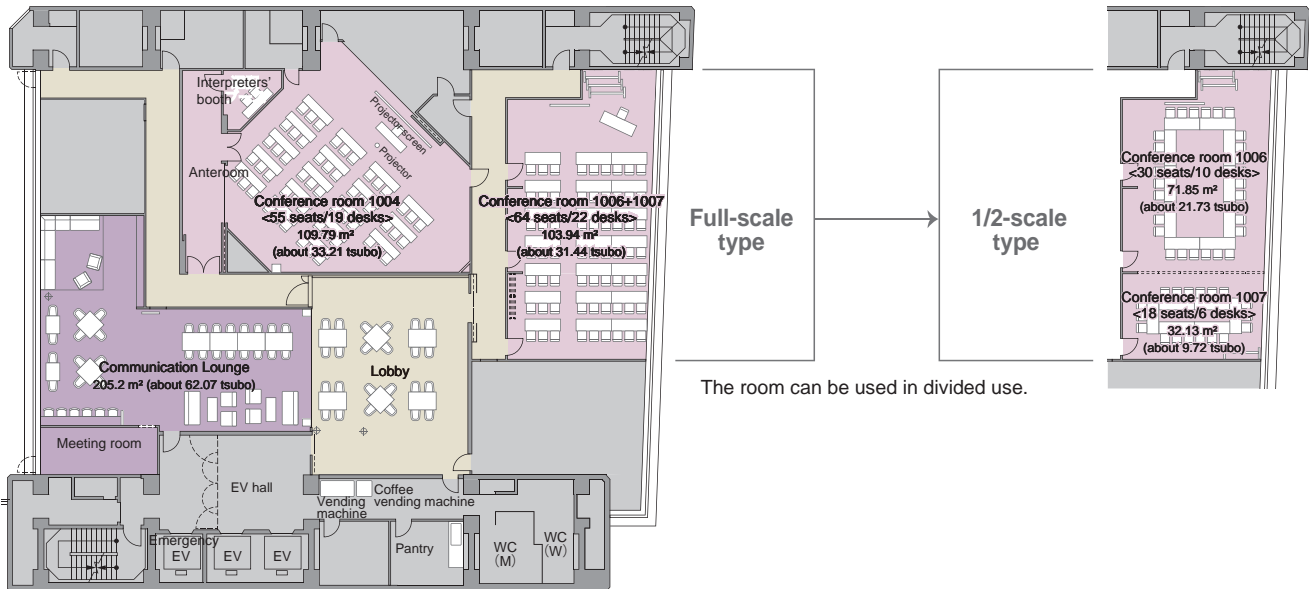 Interpreters'
booth
Projector screen
Projector
Anteroom
Conference room 1004
<55 seats/19 desks>
109.79 m²
(about 33.21 tsubo)
Conference room 1006+1007
<64 seats/22 desks>
103.94 m²
(about 31.44 tsubo)
Full-scale
type
1/2-scale
type
Conference room 1006
<30 seats/10 desks>
71.85 m²
(about 21.73 tsubo)
Conference room 1007
<18 seats/6 desks>
32.13 m²
(about 9.72 tsubo)
The room can be used in divided use.
Communication Lounge
205.2 m² (about 62.07 tsubo)
Lobby
Meeting room
EV hall
Vending
machine
Coffee
vending machine
Emergency
EV
EV
EV
Pantry
WC
(M)
WC
(W)